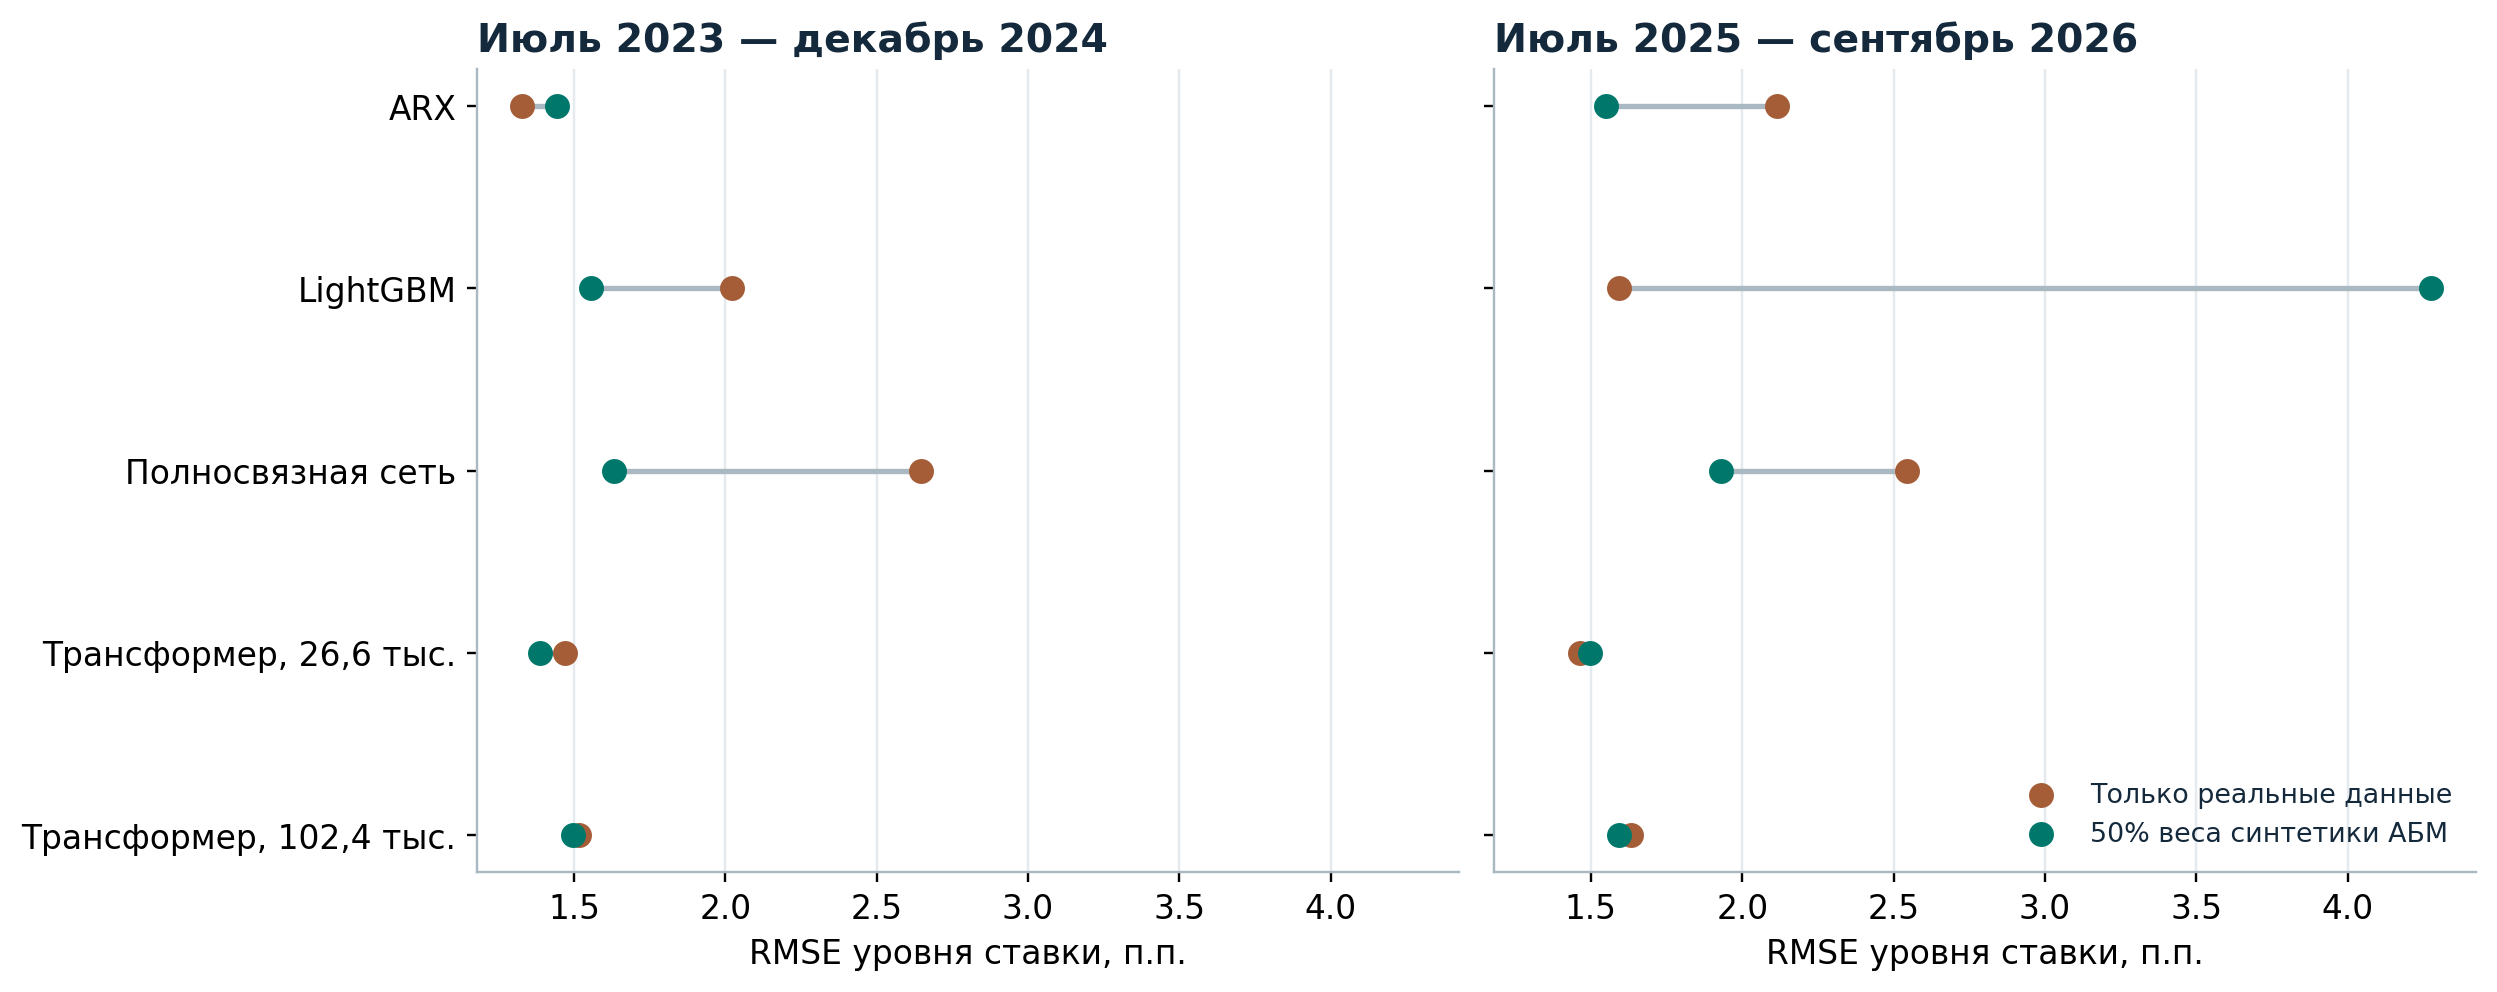 Июль 2023 — декабрь 2024
Июль 2025 — сентябрь 2026
ARX
LightGBM
Полносвязная сеть
Трансформер, 26,6 тыс.
Трансформер, 102,4 тыс.
Только реальные данные
50% веса синтетики АБМ
1.5 2.0 2.5 3.0 3.5 4.0
1.5 2.0 2.5 3.0 3.5 4.0
RMSE уровня ставки, п.п.
RMSE уровня ставки, п.п.